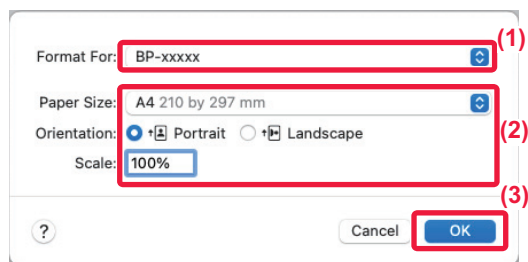 (1)
Format For: BP-xxxxx
Paper Size: A4 210 by 297 mm
Orientation: Portrait Landscape
(2)
Scale: 100%
(3)
? Cancel OK